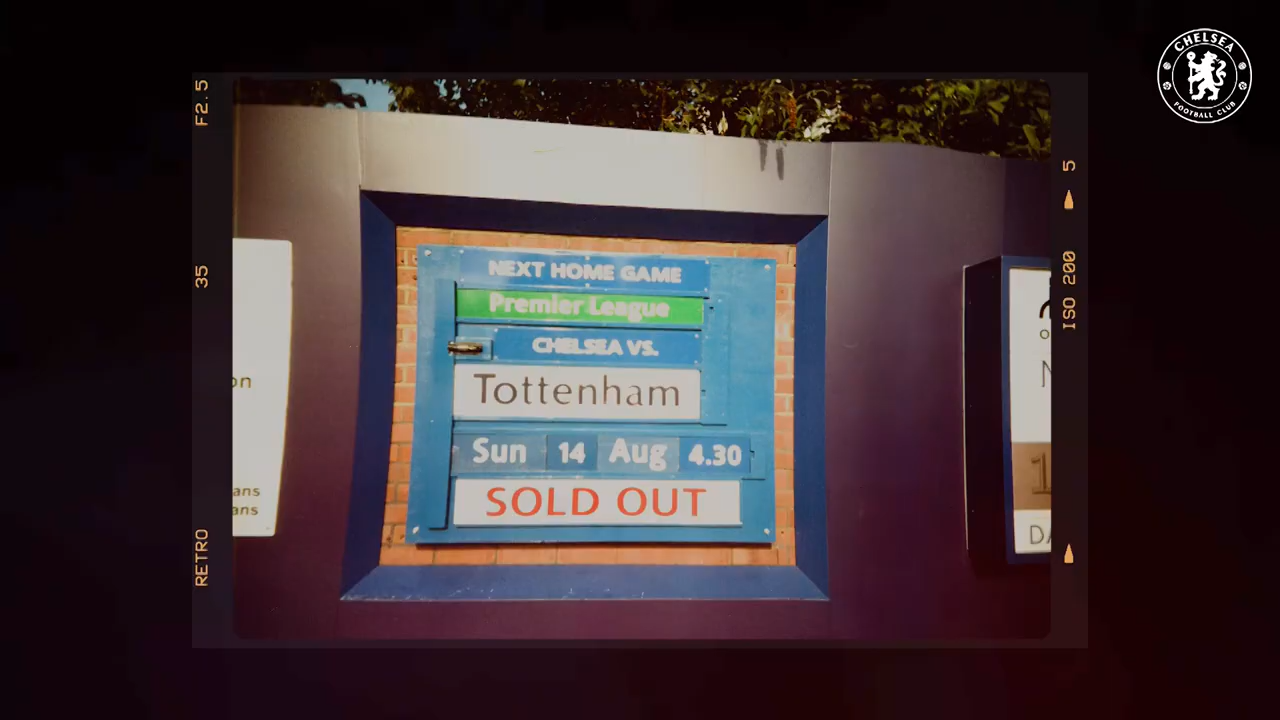 CHELSEA
FOOTBALL CLUB
F2.5
35
RETRO
5
ISO 200
on
ans
ans
NEXT HOME GAME
Premier League
CHELSEA VS.
Tottenham
Sun 14 Aug 4.30
SOLD OUT